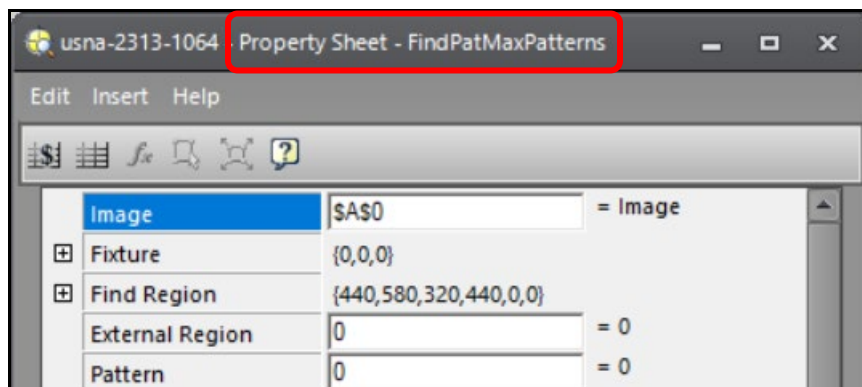 usna-2313-1064 - Property Sheet - FindPatMaxPatterns
Edit Insert Help
$ fx ?
Image $A$0 = Image
Fixture {0,0,0}
Find Region {440,580,320,440,0,0}
External Region 0 = 0
Pattern 0 = 0